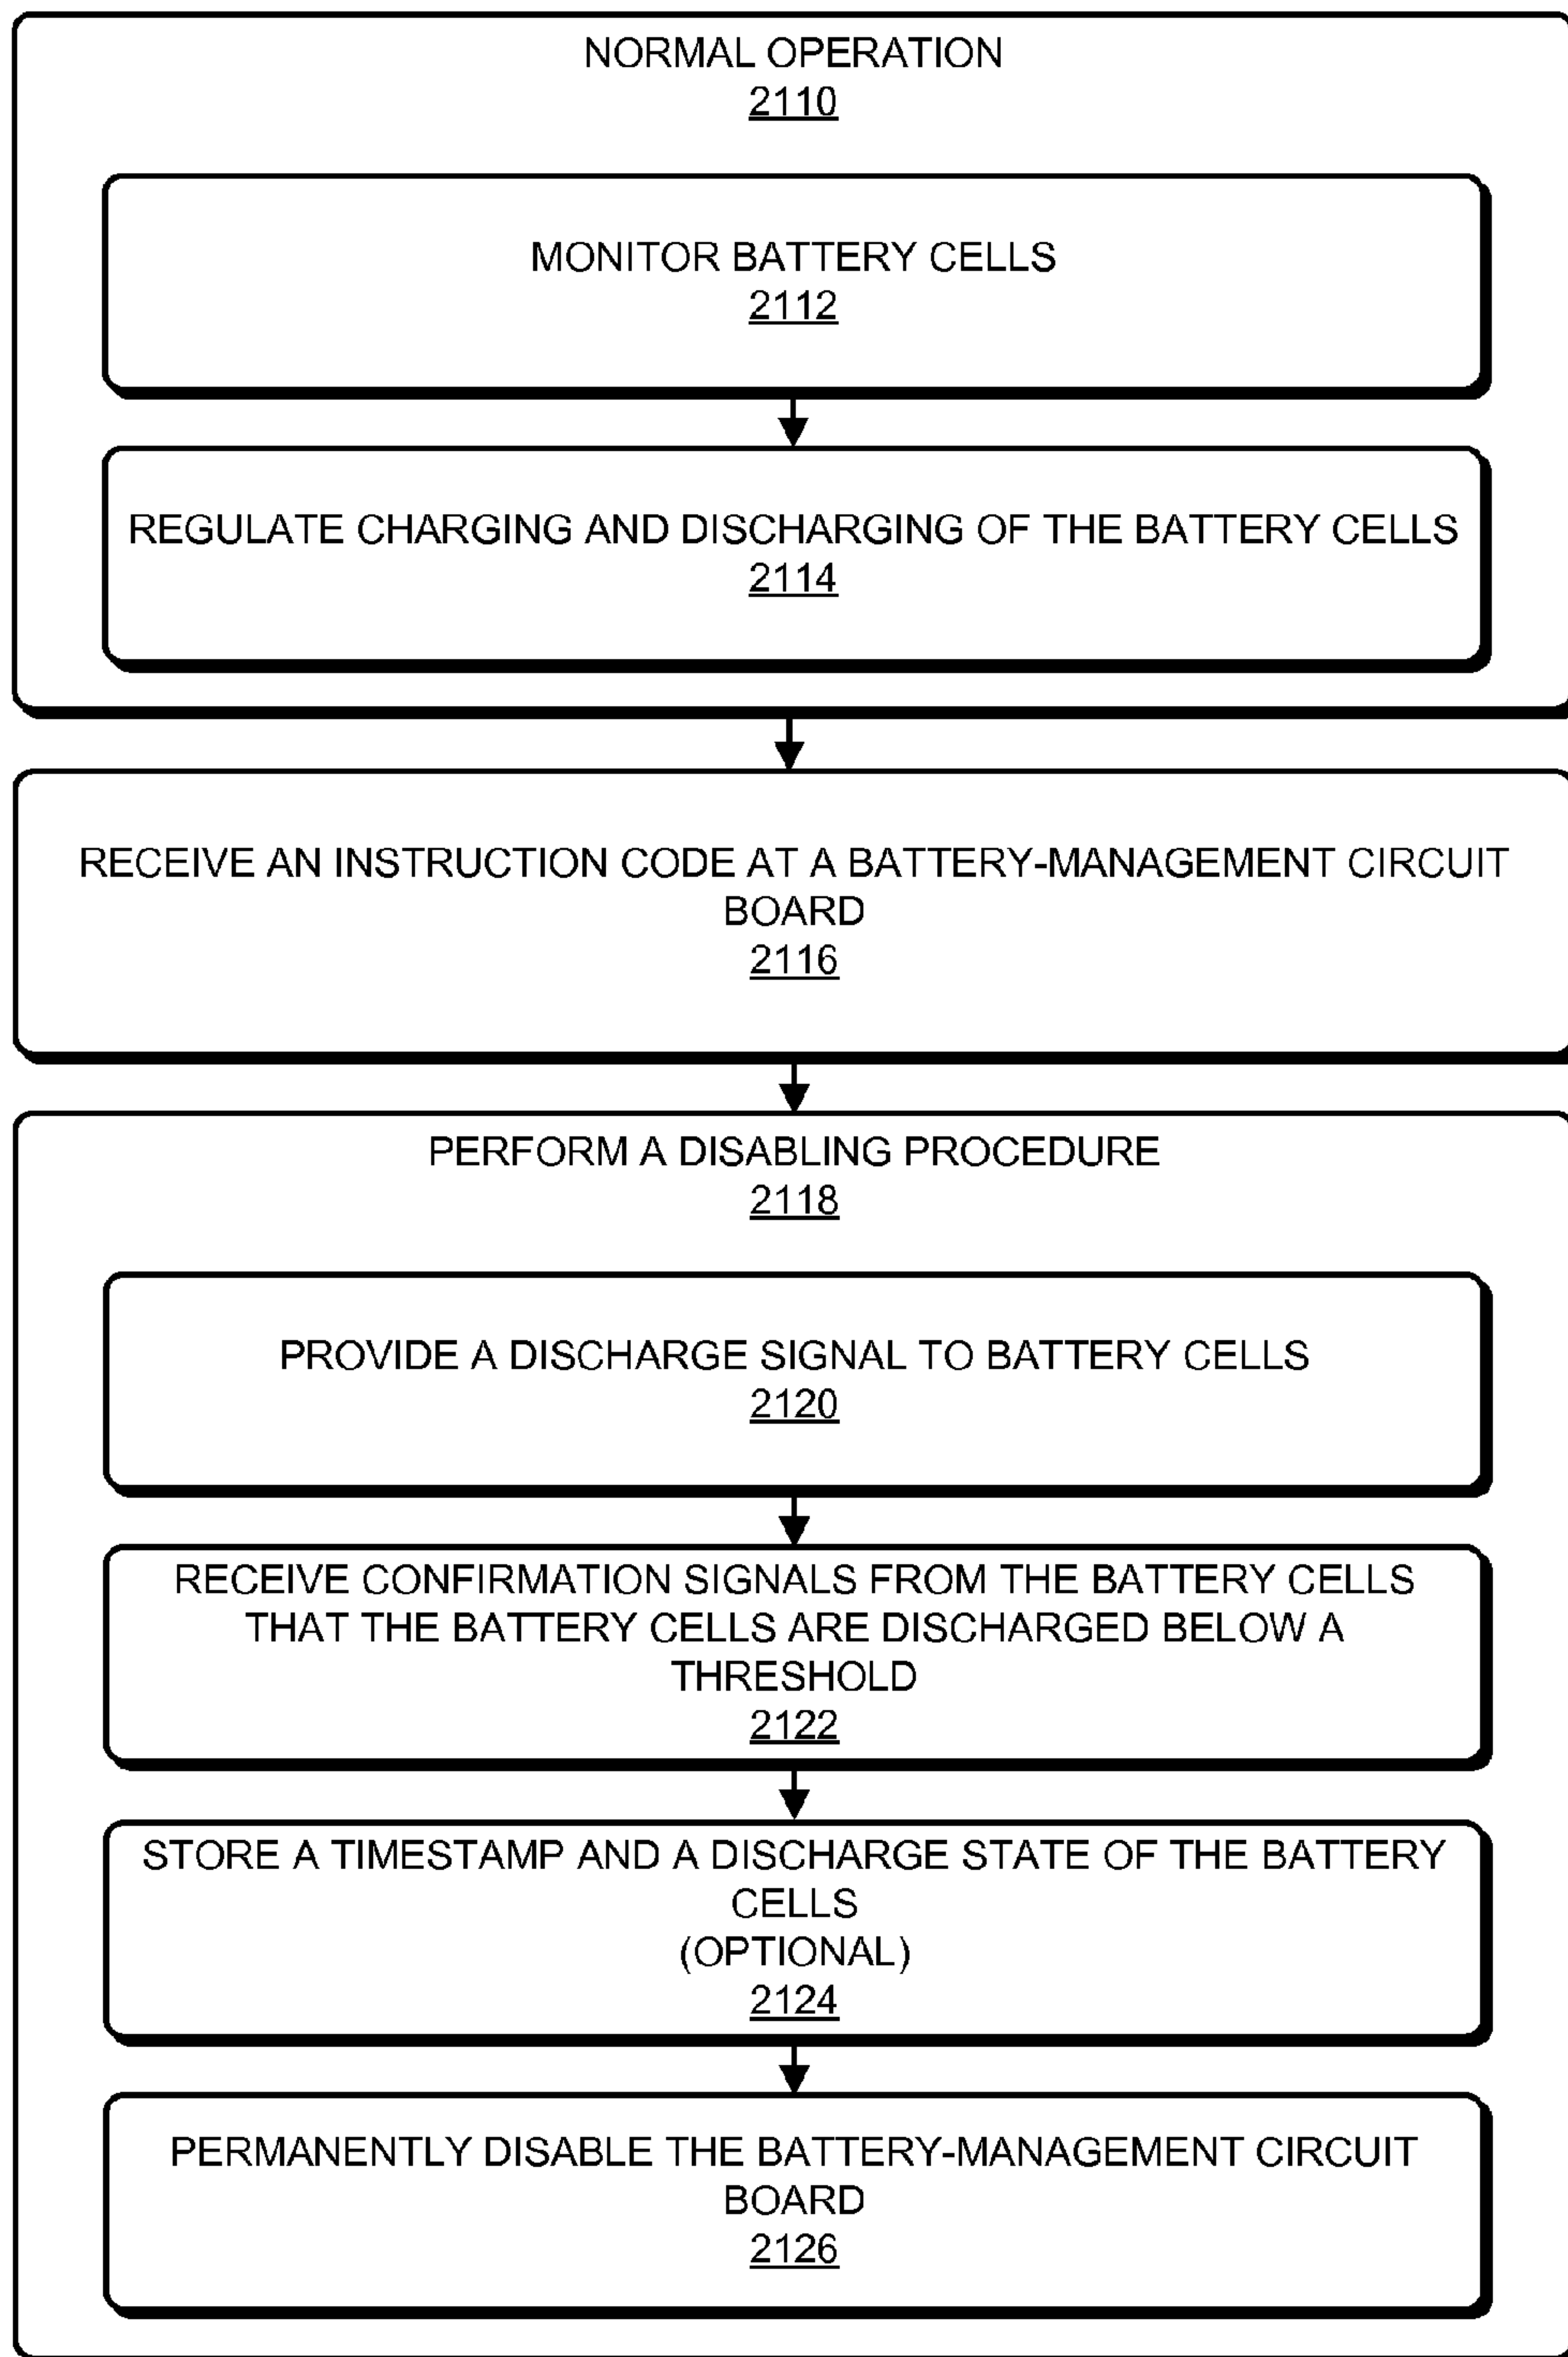 NORMAL OPERATION
2110
MONITOR BATTERY CELLS
2112
REGULATE CHARGING AND DISCHARGING OF THE BATTERY CELLS
2114
RECEIVE AN INSTRUCTION CODE AT A BATTERY-MANAGEMENT CIRCUIT
BOARD
2116
PERFORM A DISABLING PROCEDURE
2118
PROVIDE A DISCHARGE SIGNAL TO BATTERY CELLS
2120
RECEIVE CONFIRMATION SIGNALS FROM THE BATTERY CELLS
THAT THE BATTERY CELLS ARE DISCHARGED BELOW A
THRESHOLD
2122
STORE A TIMESTAMP AND A DISCHARGE STATE OF THE BATTERY
CELLS
(OPTIONAL)
2124
PERMANENTLY DISABLE THE BATTERY-MANAGEMENT CIRCUIT
BOARD
2126